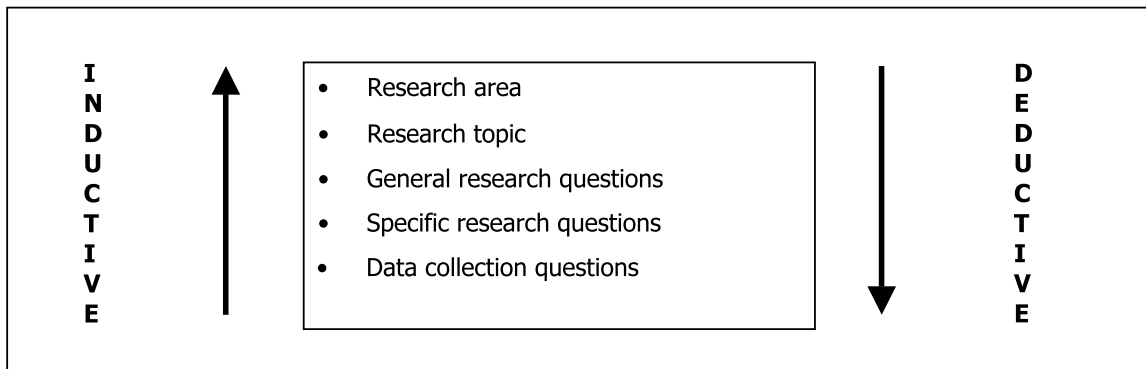 INDUCTIVE
• Research area
• Research topic
• General research questions
• Specific research questions
• Data collection questions
DEDUCTIVE